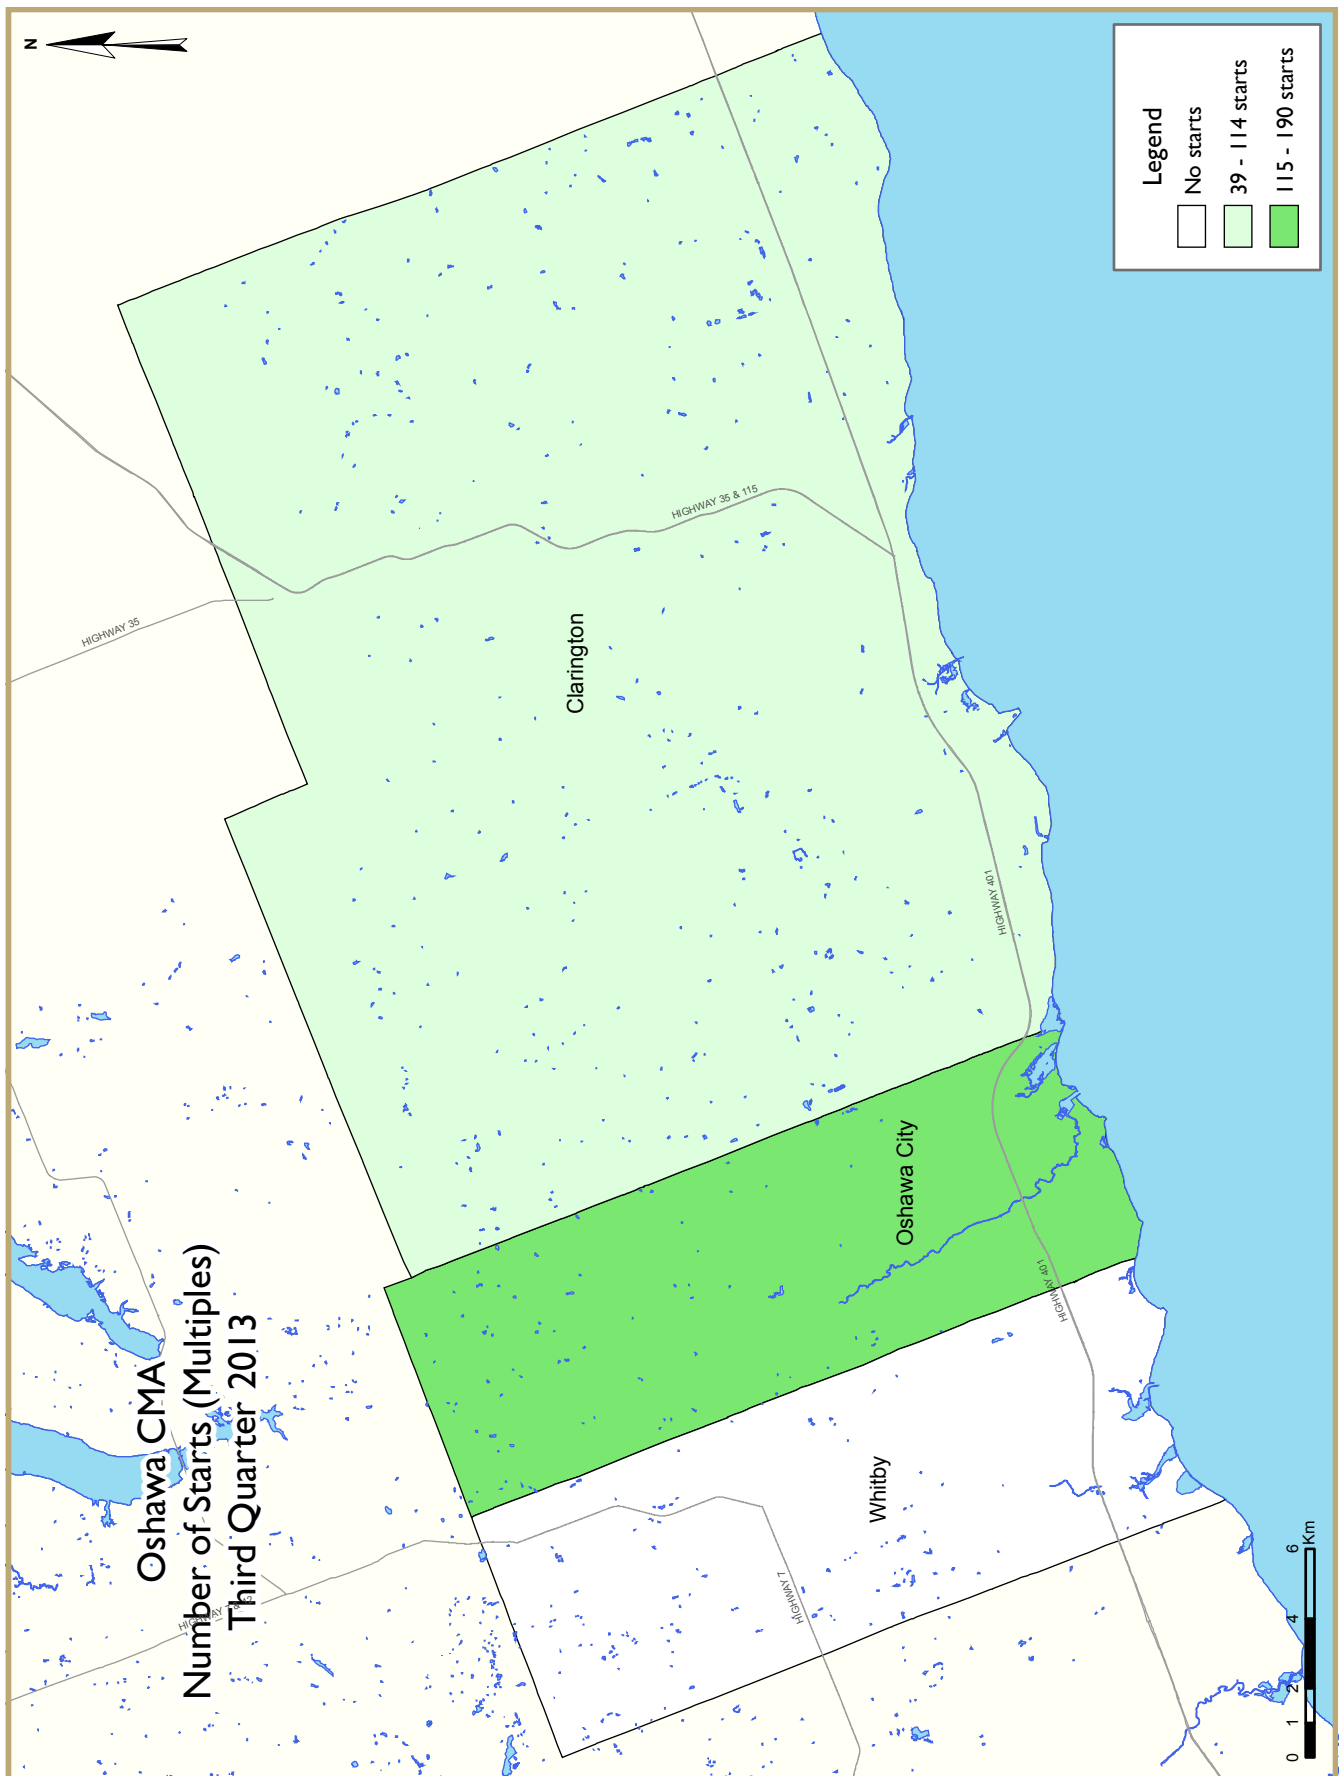 Oshawa CMA
Number of Starts (Multiples)
Third Quarter 2013
N
HIGHWAY 35
HIGHWAY 35 & 115
Clarington
HIGHWAY 401
Oshawa City
HIGHWAY 401
Whitby
HIGHWAY 7
HIGHWAY
Legend
No starts
39 - 114 starts
115 - 190 starts
0 1 2 4 6
Km